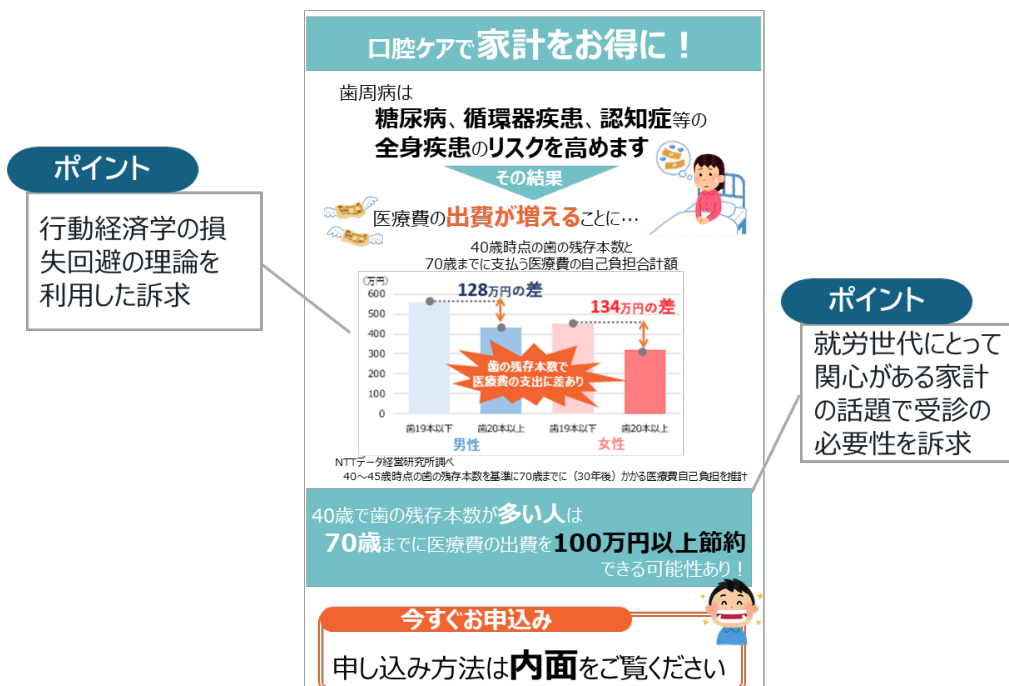 口腔ケアで家計をお得に！
歯周病は
糖尿病、循環器疾患、認知症等の
全身疾患のリスクを高めます
その結果
医療費の出費が増えることに…
40歳時点の歯の残存本数と
70歳までに支払う医療費の自己負担合計額
(万円)
600
500
400
300
200
100
0
128万円の差
134万円の差
歯の残存本数で
医療費の支出に差あり
歯19本以下
歯20本以上
歯19本以下
歯20本以上
男性
女性
NTTデータ経営研究所調べ
40～45歳時点の歯の残存本数を基準に70歳までに（30年後）かかる医療費自己負担を推計
40歳で歯の残存本数が多い人は
70歳までに医療費の出費を100万円以上節約
できる可能性あり！
今すぐお申込み
申し込み方法は内面をご覧ください
ポイント
行動経済学の損
失回避の理論を
利用した訴求
ポイント
就労世代にとって
関心がある家計
の話題で受診の
必要性を訴求